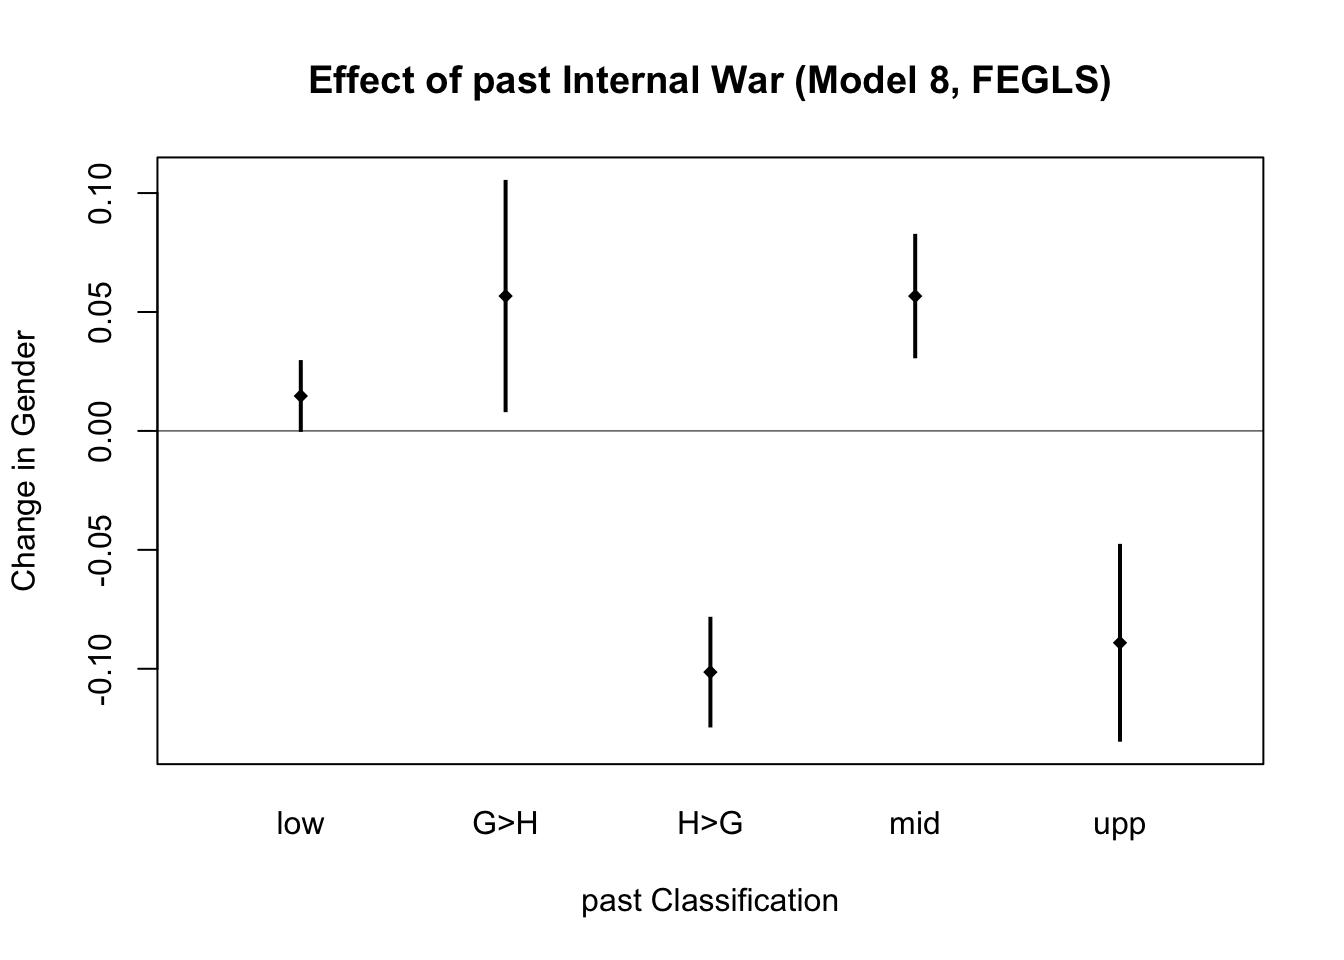 Effect of past Internal War (Model 8, FEGLS)
Change in Gender
0.10
0.05
0.00
-0.05
-0.10
low G>H H>G mid upp
past Classification